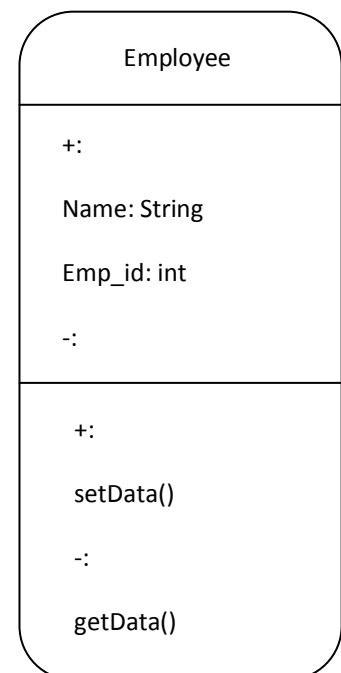 Employee
+:
Name: String
Emp_id: int
-:
+:
setData()
-:
getData()